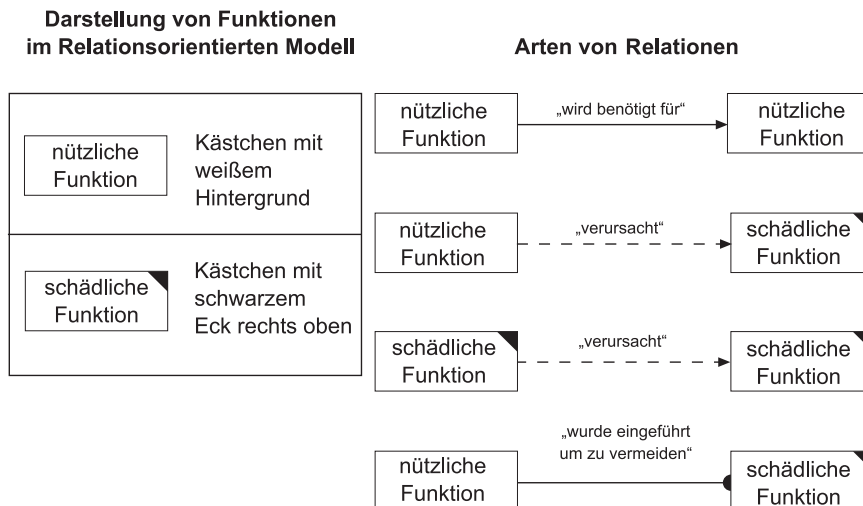 Darstellung von Funktionen
im Relationsorientierten Modell
nützliche
Funktion
Kästchen mit
weißem
Hintergrund
schädliche
Funktion
Kästchen mit
schwarzem
Eck rechts oben
Arten von Relationen
nützliche
Funktion
„wird benötigt für“
nützliche
Funktion
nützliche
Funktion
„verursacht“
schädliche
Funktion
schädliche
Funktion
„verursacht“
schädliche
Funktion
nützliche
Funktion
„wurde eingeführt
um zu vermeiden“
schädliche
Funktion